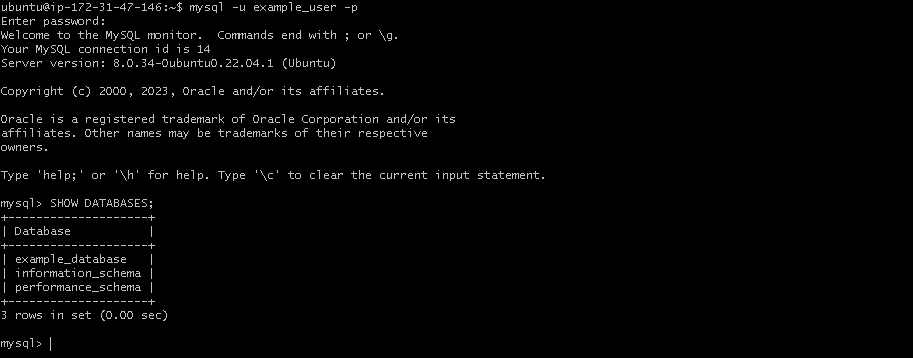 ubuntu@ip-172-31-47-146:~$ mysql -u example_user -p
Enter password:
Welcome to the MySQL monitor.  Commands end with ; or \g.
Your MySQL connection id is 14
Server version: 8.0.34-0ubuntu0.22.04.1 (Ubuntu)

Copyright (c) 2000, 2023, Oracle and/or its affiliates.

Oracle is a registered trademark of Oracle Corporation and/or its
affiliates. Other names may be trademarks of their respective
owners.

Type 'help;' or '\h' for help. Type '\c' to clear the current input statement.

mysql> SHOW DATABASES;
+--------------------+
| Database           |
+--------------------+
| example_database   |
| information_schema |
| performance_schema |
+--------------------+
3 rows in set (0.00 sec)

mysql>